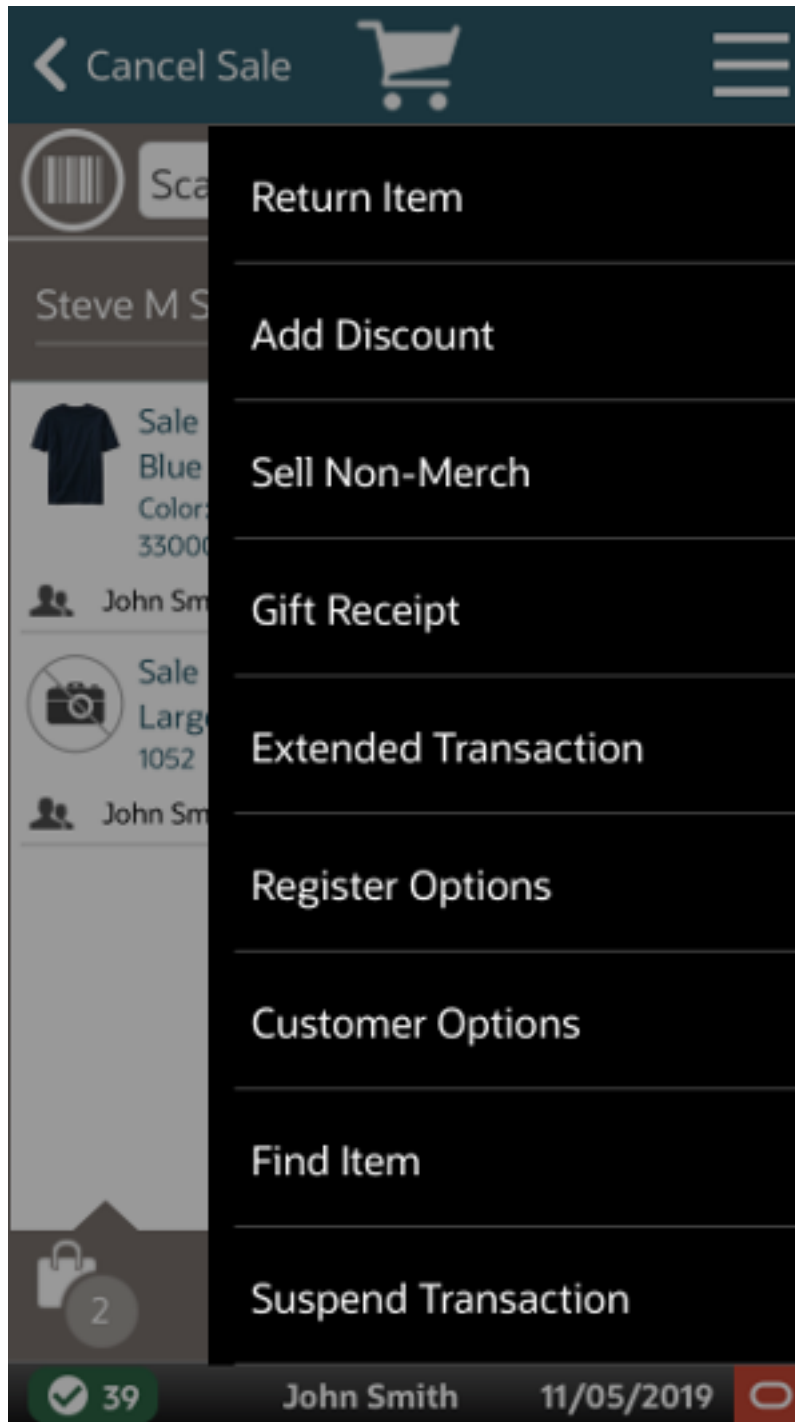 Cancel Sale
Sca
Return Item
Steve M S
Add Discount
Sale
Blue
Color:
33000
Sell Non-Merch
John Sm
Gift Receipt
Sale
Large
1052
Extended Transaction
John Sm
Register Options
Customer Options
Find Item
2
Suspend Transaction
39
John Smith
11/05/2019